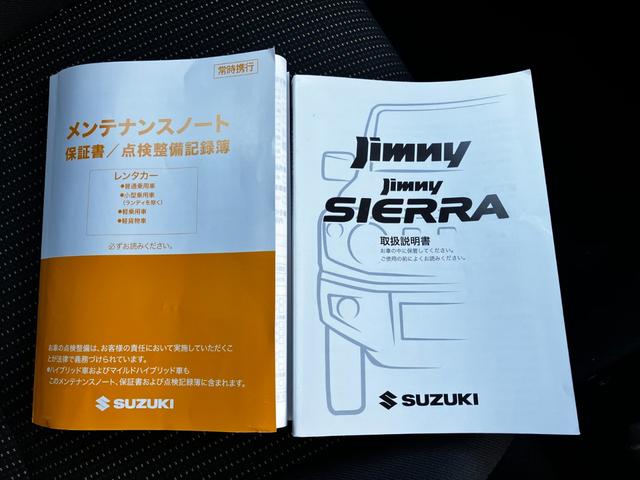 常時携行
メンテナンスノート
保証書／点検整備記録簿
レンタカー
●普通乗用車
●小型乗用車
（ランディを除く）
●軽乗用車
●軽貨物車
必ずお読みください。
お車の点検整備は、お客様の責任において実施していただくこ
とが法律で義務づけられています。
●ハイブリッド車およびマイルドハイブリッド車も
このメンテナンスノート、保証書および点検記録簿に含まれます。
SUZUKI
Jimny
Jimny
SIERRA
取扱説明書
お車の中に保管してください。
ご使用の前によくお読みください。
SUZUKI